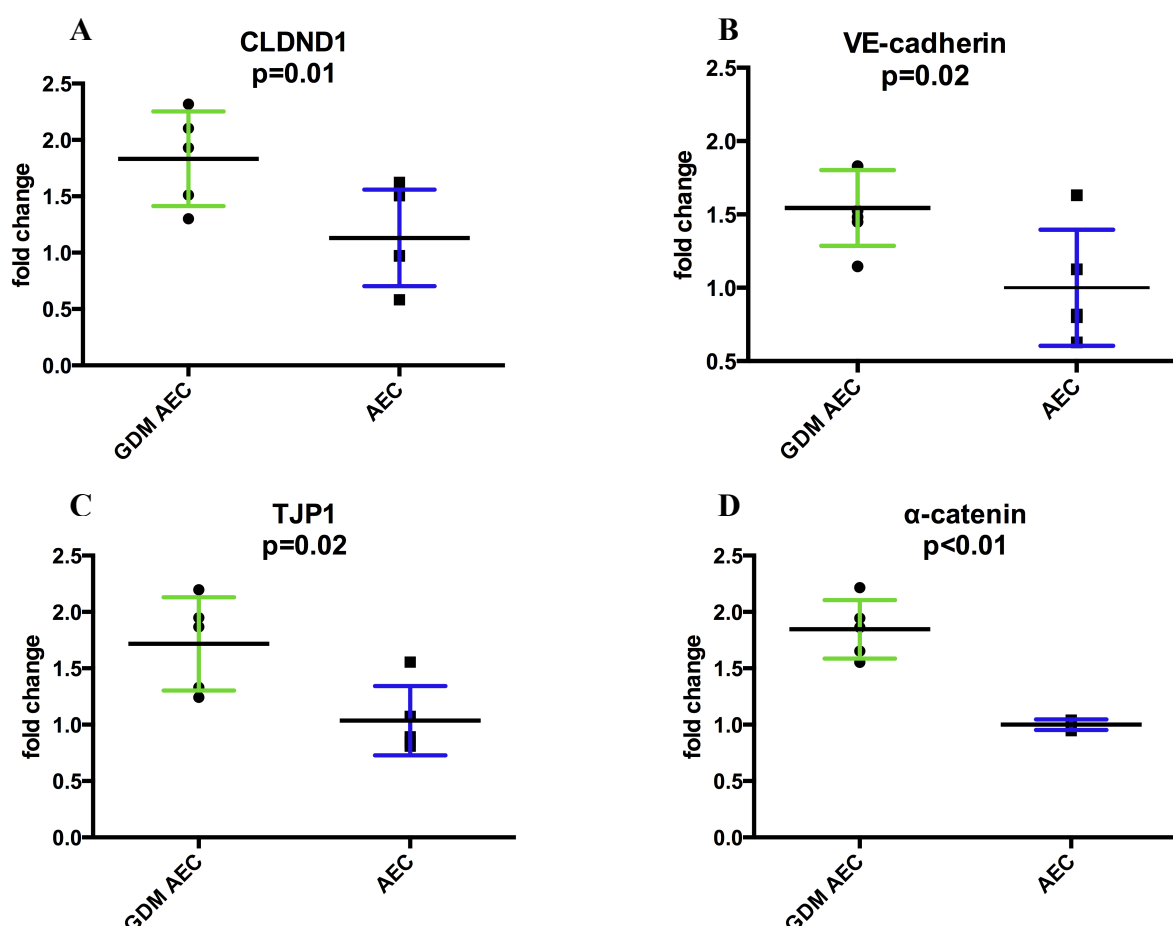 A
CLDND1
p=0.01
2.5
2.0
1.5
1.0
0.5
0.0
fold change
GDM AEC
AEC
B
VE-cadherin
p=0.02
2.5
2.0
1.5
1.0
0.5
fold change
GDM AEC
AEC
C
TJP1
p=0.02
2.5
2.0
1.5
1.0
0.5
0.0
fold change
GDM AEC
AEC
D
α-catenin
p<0.01
2.5
2.0
1.5
1.0
0.5
0.0
fold change
GDM AEC
AEC